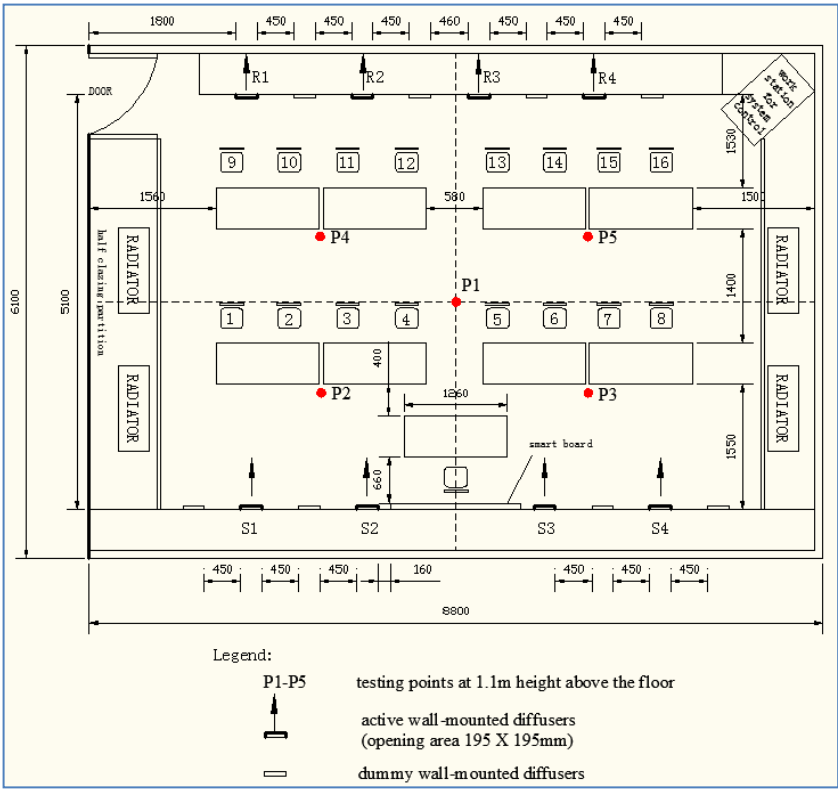 1800 450 450 450 460 450 450 450
DOOR
R1 R2 R3 R4
work
station
for
system
control
1530
9 10 11 12 13 14 15 16
1560 580 1500
P4 P5
half clazing partition
RADIATOR RADIATOR
6100 5100 1400
P1
1 2 3 4 5 6 7 8
400
RADIATOR RADIATOR
P2 1260 P3
smart board
660 1550
S1 S2 S3 S4
450 450 450 160 450 450 450
8800
Legend:
P1-P5 testing points at 1.1m height above the floor
active wall-mounted diffusers
(opening area 195 X 195mm)
dummy wall-mounted diffusers